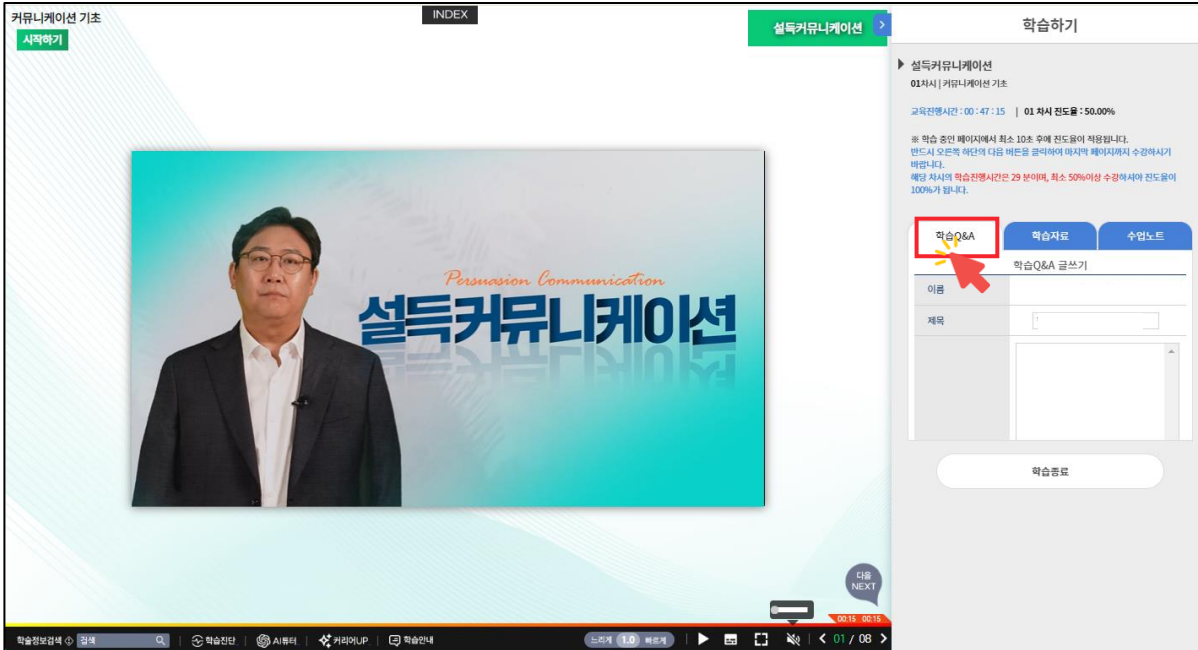 커뮤니케이션 기초
시작하기
INDEX
설득커뮤니케이션
Persuasion Communication
설득커뮤니케이션
다음
NEXT
00:15 00:15
학술정보검색 검색 학습진단 AI튜터 커리어UP 학습안내 느리게 1.0 빠르게 01 / 08
학습하기
설득커뮤니케이션
01차시 | 커뮤니케이션 기초
교육진행시간 : 00 : 47 : 15 | 01 차시 진도율 : 50.00%
※ 학습 중인 페이지에서 최소 10초 후에 진도율이 적용됩니다.
반드시 오른쪽 하단의 다음 버튼을 클릭하여 마지막 페이지까지 수강하시기
바랍니다.
해당 차시의 학습진행시간은 29 분이며, 최소 50%이상 수강하셔야 진도율이
100%가 됩니다.
학습Q&A 학습자료 수업노트
학습Q&A 글쓰기
이름
제목
학습종료